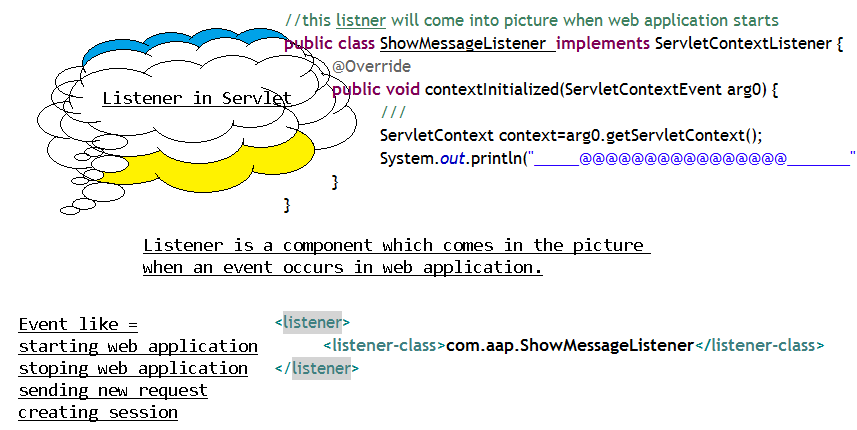 //this listner will come into picture when web application starts
public class ShowMessageListener implements ServletContextListener {
@Override
Listener in Servlet
public void contextInitialized(ServletContextEvent arg0) {
///
ServletContext context=arg0.getServletContext();
System.out.println("_____@@@@@@@@@@@@@@@@_______"
}
}
Listener is a component which comes in the picture
when an event occurs in web application.
Event like =
starting web application
stoping web application
sending new request
creating session
<listener>
<listener-class>com.aap.ShowMessageListener</listener-class>
</listener>